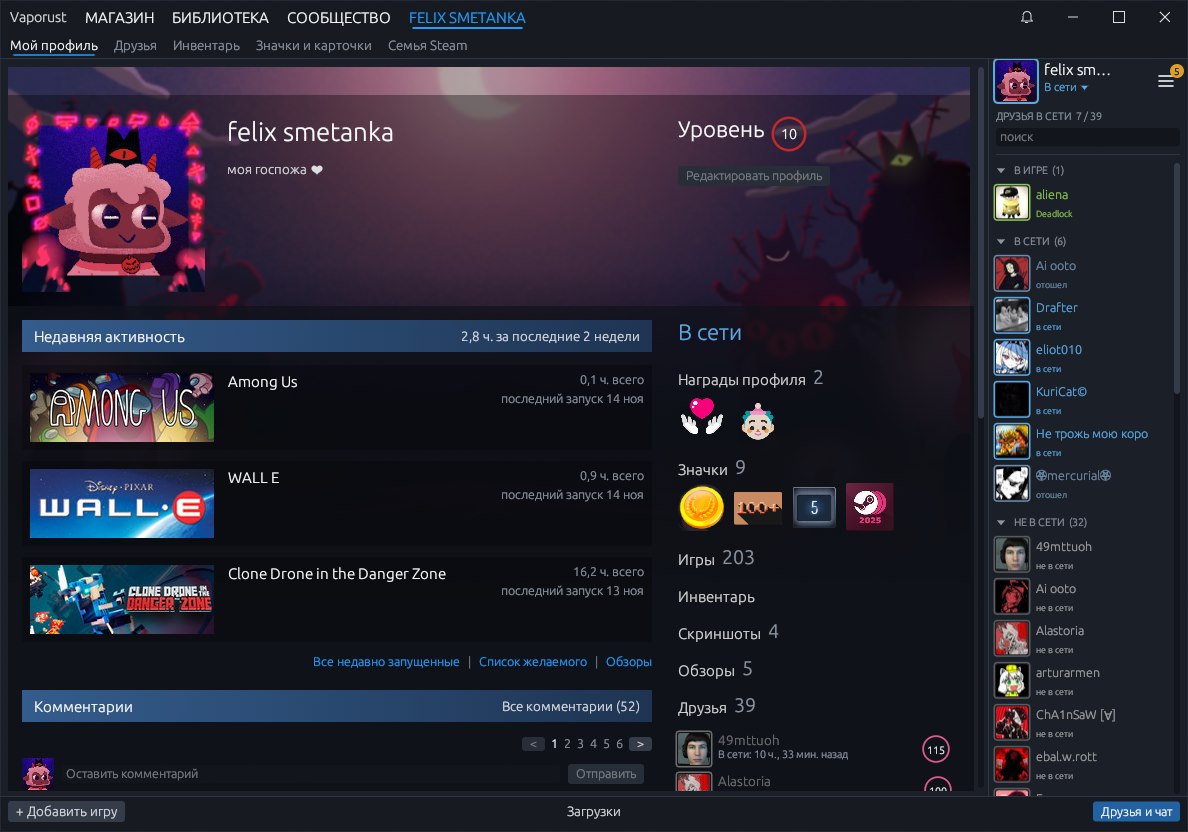 Vaporust МАГАЗИН БИБЛИОТЕКА СООБЩЕСТВО FELIX SMETANKA
Мой профиль Друзья Инвентарь Значки и карточки Семья Steam
felix smetanka
моя госпожа ❤
Уровень 10
Редактировать профиль
Недавняя активность 2,8 ч. за последние 2 недели
AMONG US
Among Us
0,1 ч. всего
последний запуск 14 ноя
Disney · PIXAR
WALL·E
WALL E
0,9 ч. всего
последний запуск 14 ноя
CLONE DRONE IN THE
DANGER ZONE
Clone Drone in the Danger Zone
16,2 ч. всего
последний запуск 13 ноя
Все недавно запущенные | Список желаемого | Обзоры
Комментарии Все комментарии (52)
< 1 2 3 4 5 6 >
Оставить комментарий Отправить
В сети
Награды профиля 2
Значки 9
100+ 5 2025
Игры 203
Инвентарь
Скриншоты 4
Обзоры 5
Друзья 39
49mttuoh
В сети: 10 ч., 33 мин. назад
115
Alastoria
100
felix sm...
В сети
5
ДРУЗЬЯ В СЕТИ 7 / 39
поиск
В ИГРЕ (1)
aliena
Deadlock
В СЕТИ (6)
Ai ooto
отошел
Drafter
в сети
eliot010
в сети
KuriCat©
в сети
Не трожь мою коро
в сети
֎mercurial֎
отошел
НЕ В СЕТИ (32)
49mttuoh
не в сети
Ai ooto
не в сети
Alastoria
не в сети
arturarmen
не в сети
ChA1nSaW [∀]
не в сети
ebal.w.rott
не в сети
+ Добавить игру Загрузки Друзья и чат